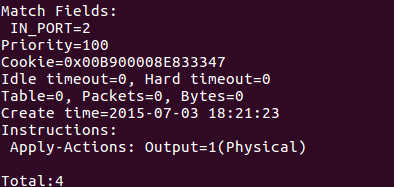 Match Fields:
IN_PORT=2
Priority=100
Cookie=0x00B900008E833347
Idle timeout=0, Hard timeout=0
Table=0, Packets=0, Bytes=0
Create time=2015-07-03 18:21:23
Instructions:
Apply-Actions: Output=1(Physical)
Total:4